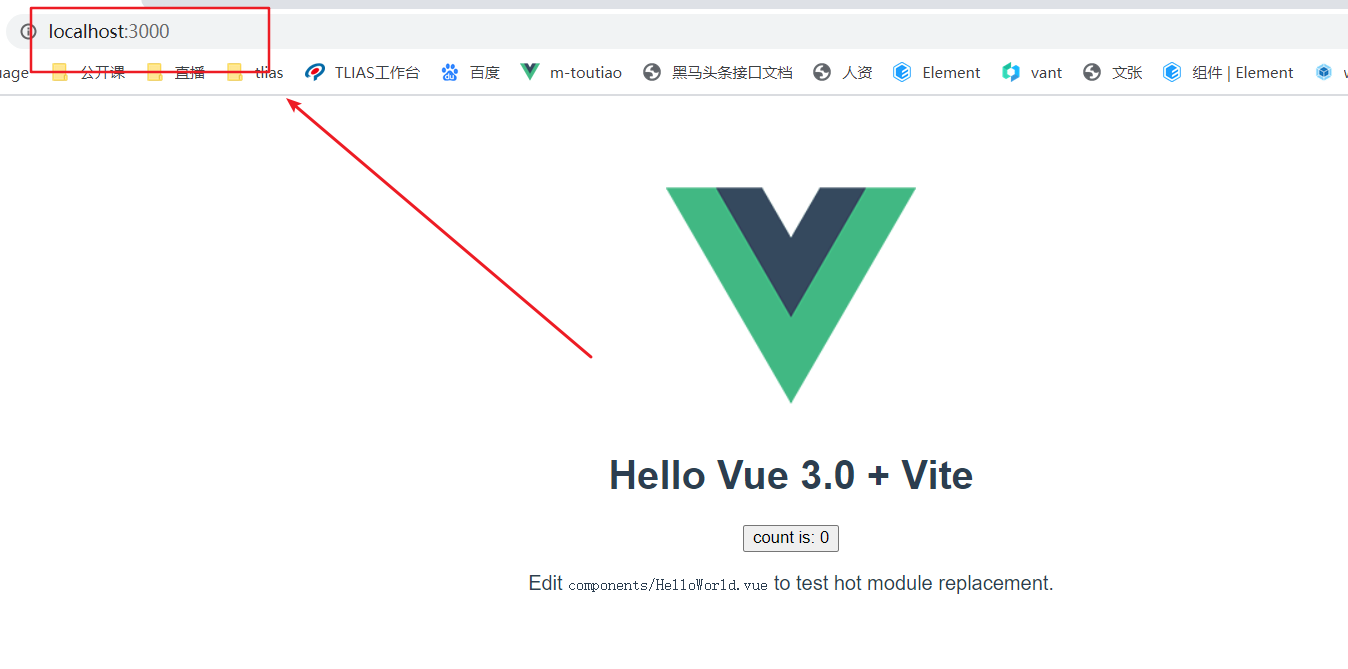 localhost:3000
uage 公开课 直播 tlias TLIAS工作台 百度 m-toutiao 黑马头条接口文档 人资 Element vant 文张 组件 | Element
Hello Vue 3.0 + Vite
count is: 0
Edit components/HelloWorld.vue to test hot module replacement.